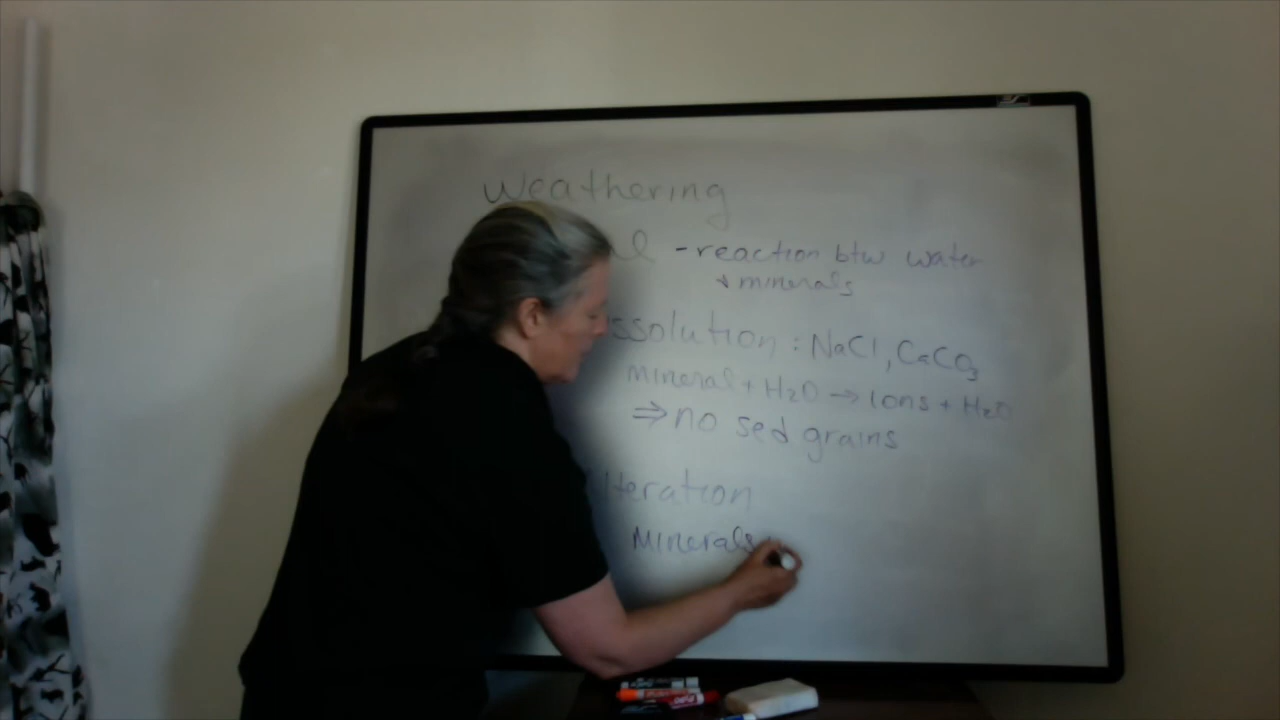 Weathering
l - reaction btw water
+ minerals
ssolution : NaCl, CaCO3
Mineral + H2O → Ions + H2O
⇒ no sed grains
lteration
Minerals